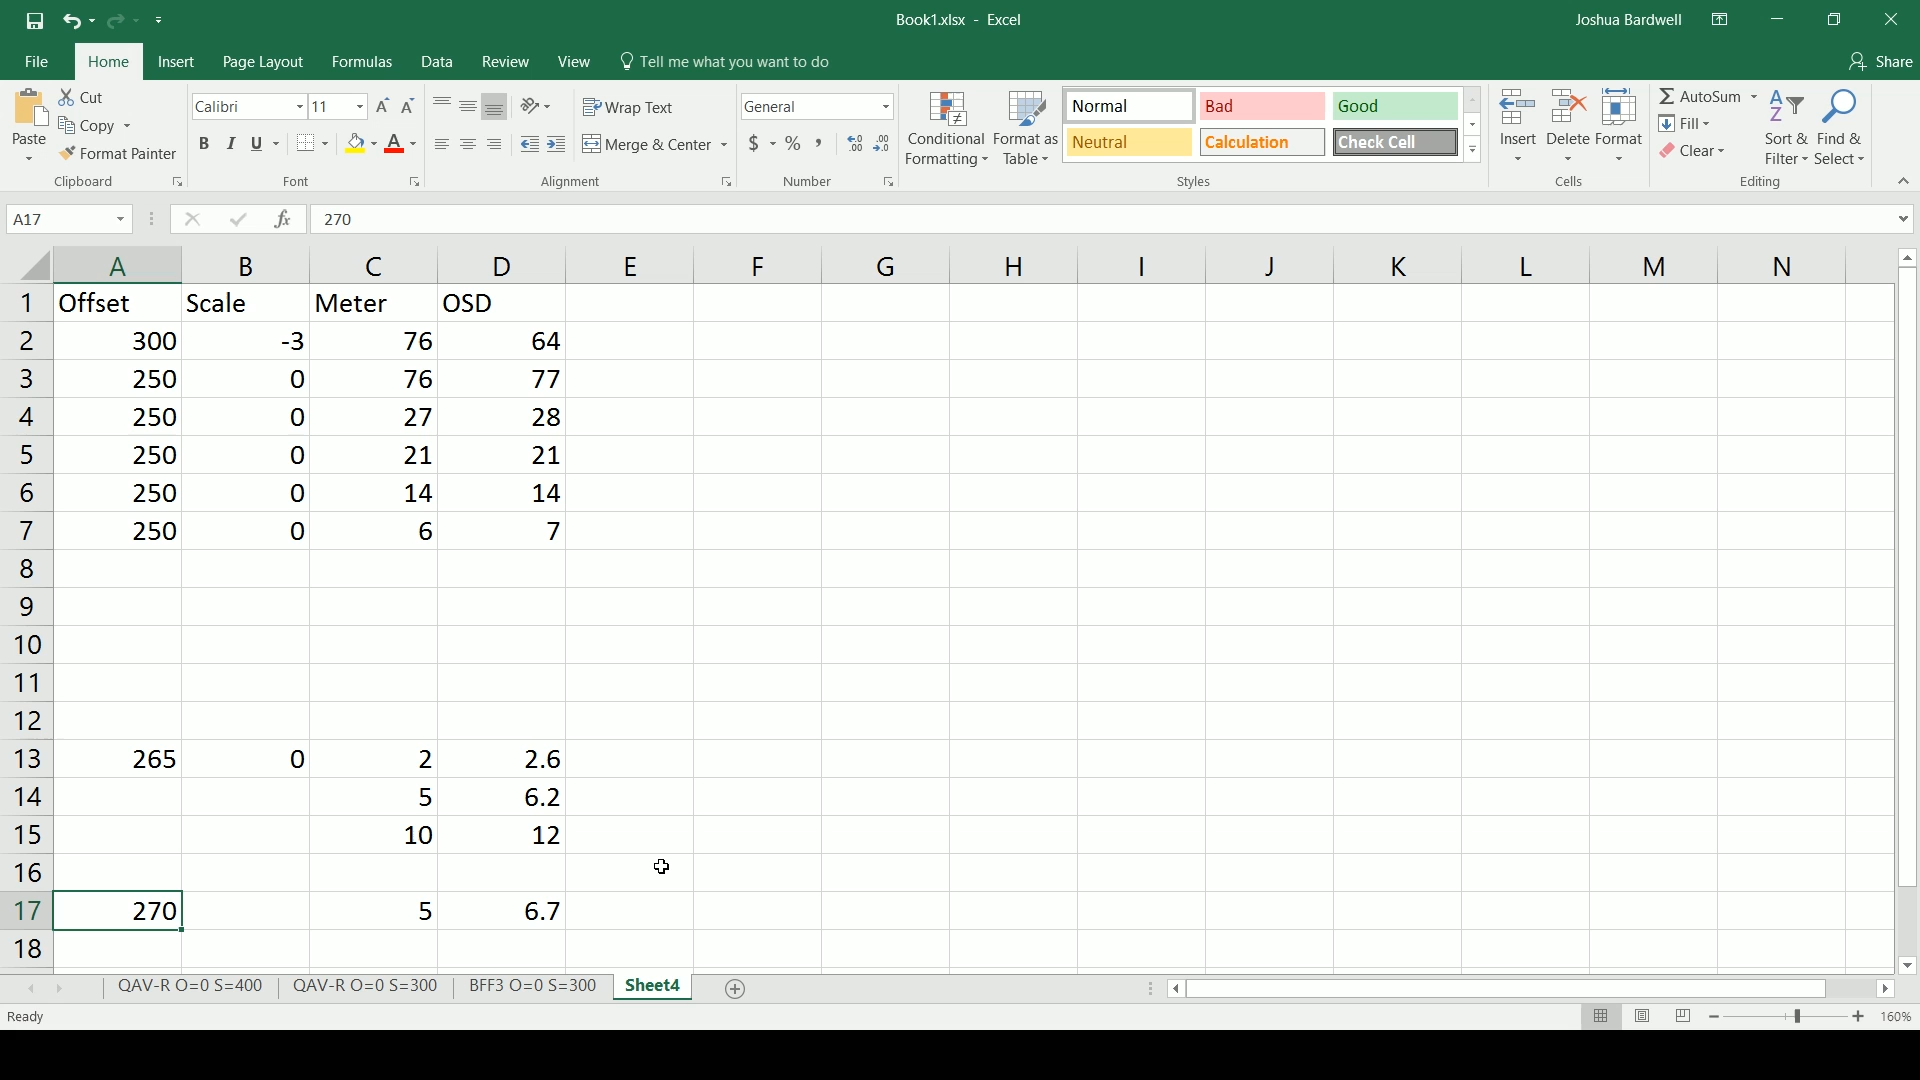 Book1.xlsx - Excel
Joshua Bardwell
File Home Insert Page Layout Formulas Data Review View Tell me what you want to do Share
Paste
Cut
Copy
Format Painter
Clipboard
Calibri 11
B I U
Font
Wrap Text
Merge & Center
Alignment
General
$ % ,
Number
Conditional Formatting
Format as Table
Normal Bad Good
Neutral Calculation Check Cell
Styles
Insert Delete Format
Cells
AutoSum
Fill
Clear
Sort & Filter
Find & Select
Editing
A17 fx 270
A B C D E F G H I J K L M N
1 Offset Scale Meter OSD
2 300 -3 76 64
3 250 0 76 77
4 250 0 27 28
5 250 0 21 21
6 250 0 14 14
7 250 0 6 7
8
9
10
11
12
13 265 0 2 2.6
14 5 6.2
15 10 12
16
17 270 5 6.7
18
QAV-R O=0 S=400 QAV-R O=0 S=300 BFF3 O=0 S=300 Sheet4
Ready 160%